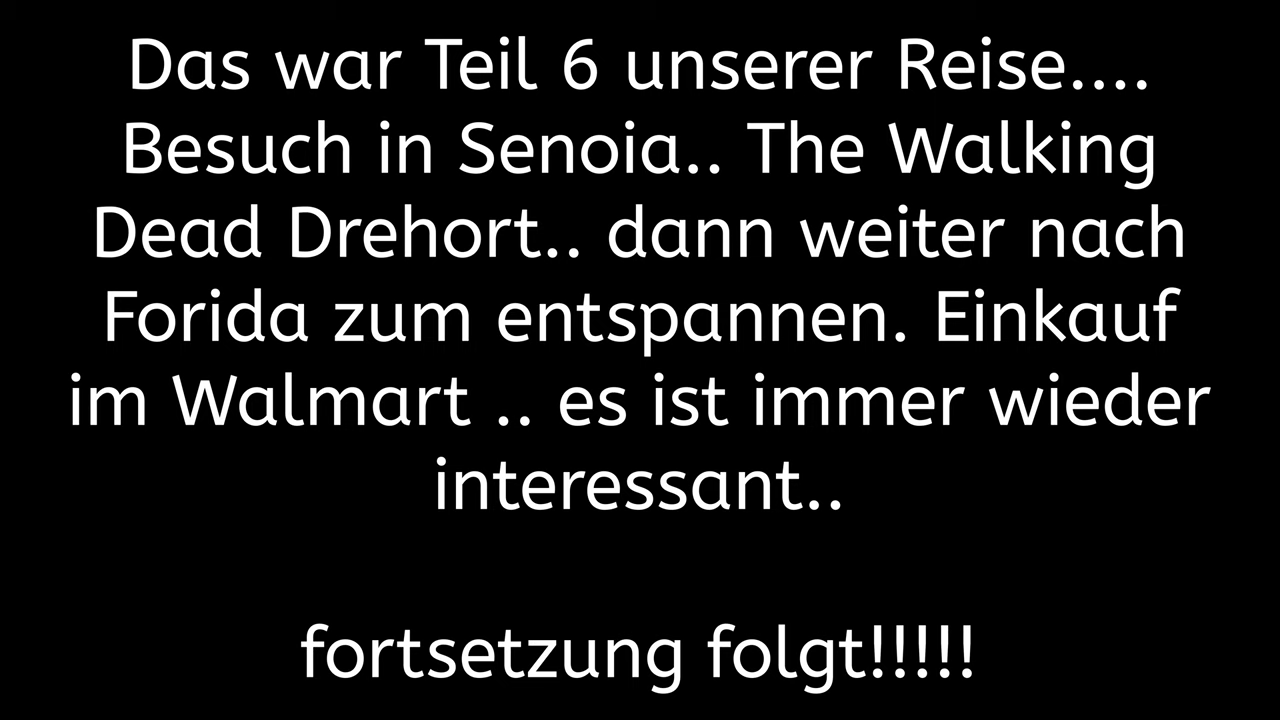 Das war Teil 6 unserer Reise....
Besuch in Senoia.. The Walking
Dead Drehort.. dann weiter nach
Forida zum entspannen. Einkauf
im Walmart .. es ist immer wieder
interessant..
fortsetzung folgt!!!!!